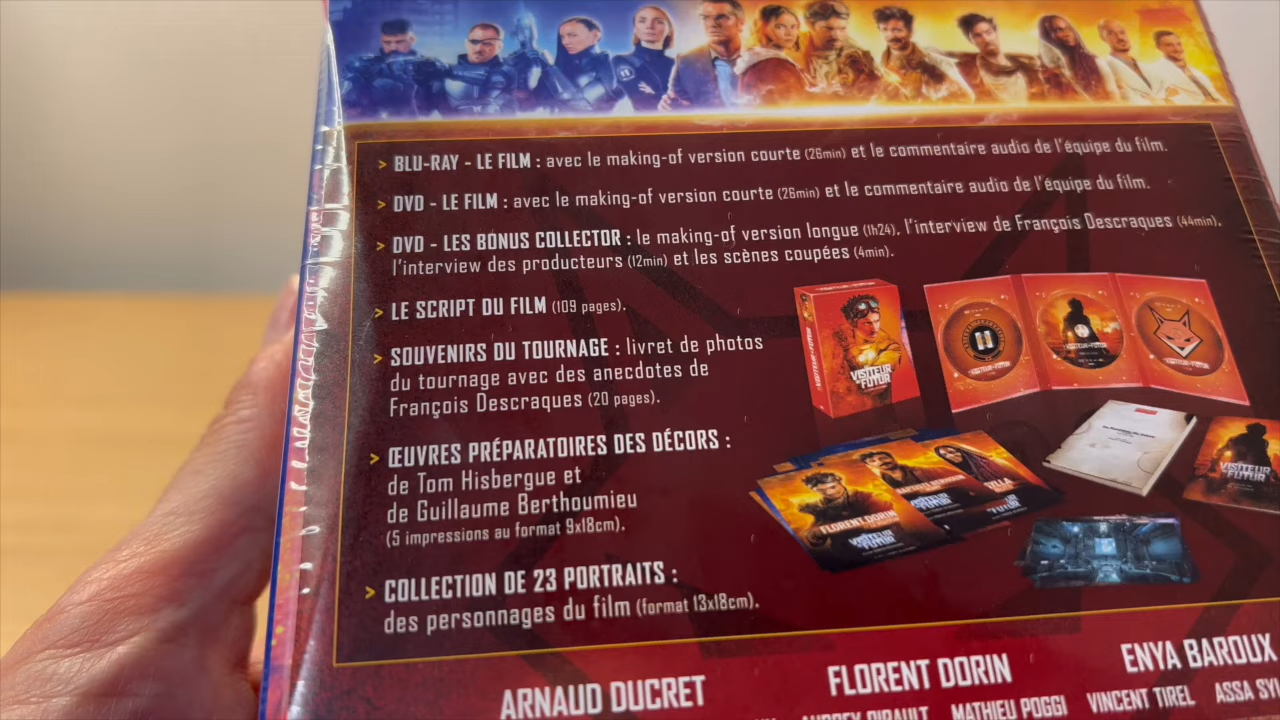 > BLU-RAY - LE FILM : avec le making-of version courte (26min) et le commentaire audio de l'équipe du film.
> DVD - LE FILM : avec le making-of version courte (26min) et le commentaire audio de l'équipe du film.
> DVD - LES BONUS COLLECTOR : le making-of version longue (1h24), l'interview de François Descraques (44min),
l'interview des producteurs (12min) et les scènes coupées (4min).
> LE SCRIPT DU FILM (109 pages).
> SOUVENIRS DU TOURNAGE : livret de photos
du tournage avec des anecdotes de
François Descraques (20 pages).
> ŒUVRES PRÉPARATOIRES DES DÉCORS :
de Tom Hisbergue et
de Guillaume Berthoumieu
(5 impressions au format 9x18cm).
> COLLECTION DE 23 PORTRAITS :
des personnages du film (format 13x18cm).
VISITEUR
DU FUTUR
FLORENT DORIN
VISITEUR
DU FUTUR
VISITEUR
DU FUTUR
ARNAUD DUCRET
FLORENT DORIN
ENYA BAROUX
MATHIEU POGGI
VINCENT TIREL
ASSA